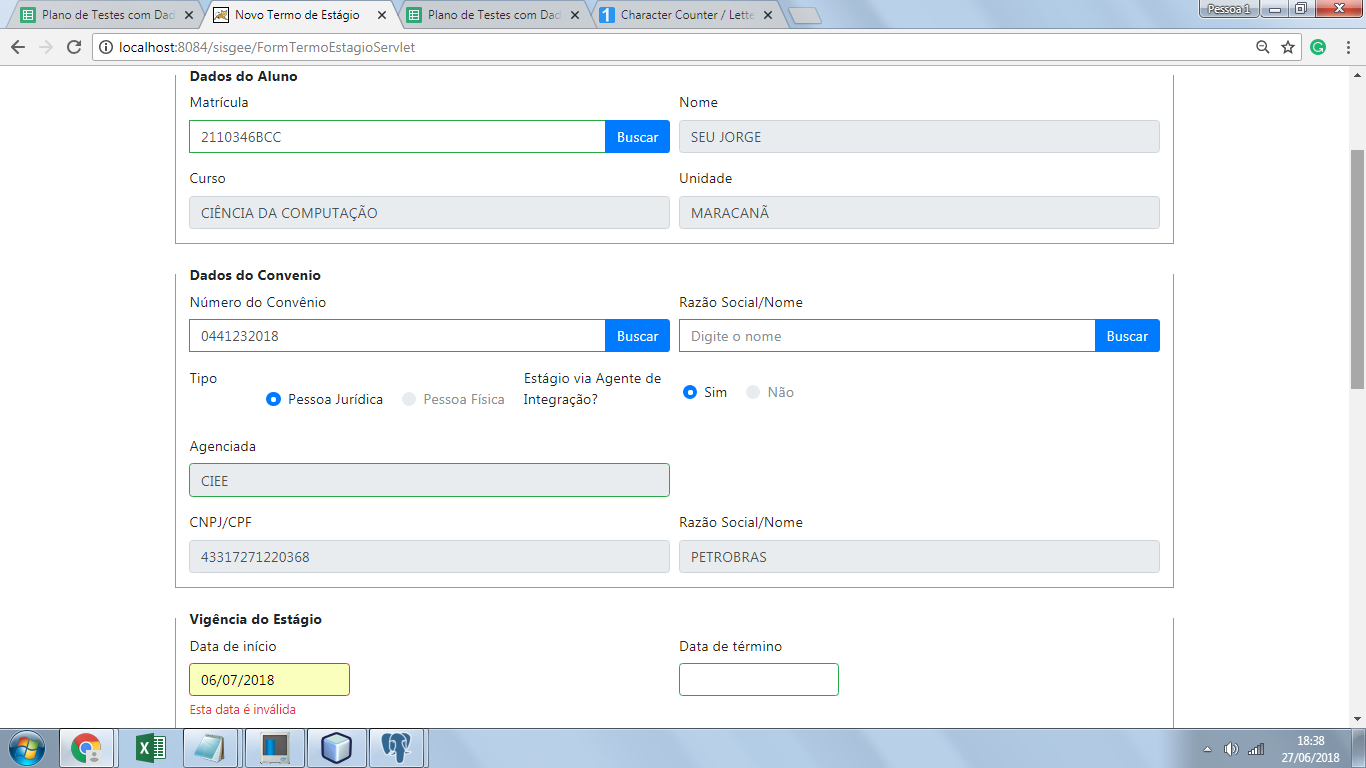 Plano de Testes com Dad
Novo Termo de Estágio
Plano de Testes com Dad
Character Counter / Lette
Pessoa 1
localhost:8084/sisgee/FormTermoEstagioServlet
Dados do Aluno
Matrícula Nome
2110346BCC Buscar SEU JORGE
Curso Unidade
CIÊNCIA DA COMPUTAÇÃO MARACANÃ
Dados do Convenio
Número do Convênio Razão Social/Nome
0441232018 Buscar Digite o nome Buscar
Tipo Pessoa Jurídica Pessoa Física
Estágio via Agente de
Integração? Sim Não
Agenciada
CIEE
CNPJ/CPF Razão Social/Nome
43317271220368 PETROBRAS
Vigência do Estágio
Data de início Data de término
06/07/2018
Esta data é inválida
18:38
27/06/2018